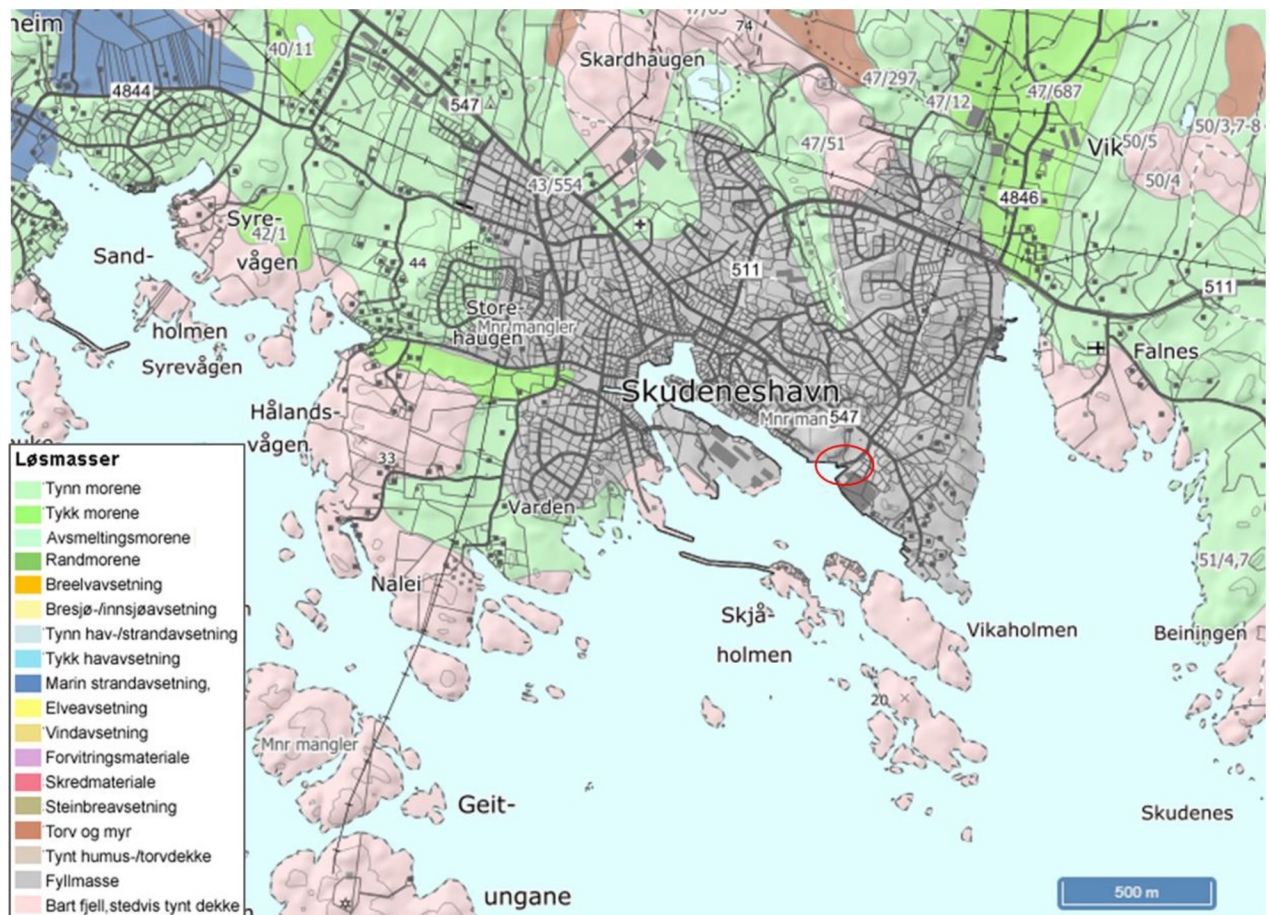 heim
40/11
4844
547
Skardhaugen
47/65
74
47/297
47/12
47/687
Vik
50/5
50/3,7-8
50/4
47/51
43/554
4846
Syre-
42/1
vågen
Sand-
44
511
511
Store-
Mnr mangler
haugen
holmen
Syrevågen
Falnes
Skudeneshavn
Mnr mang
547
Hålands-
vågen
33
Varden
Nalei
51/4,7
Skjå-
holmen
Vikaholmen
Beiningen
20
Mnr mangler
Geit-
ungane
Skudenes
500 m
Løsmasser
Tynn morene
Tykk morene
Avsmeltingsmorene
Randmorene
Breelvavsetning
Bresjø-/innsjøavsetning
Tynn hav-/strandavsetning
Tykk havavsetning
Marin strandavsetning,
Elveavsetning
Vindavsetning
Forvitringsmateriale
Skredmateriale
Steinbreavsetning
Torv og myr
Tynt humus-/torvdekke
Fyllmasse
Bart fjell,stedvis tynt dekke